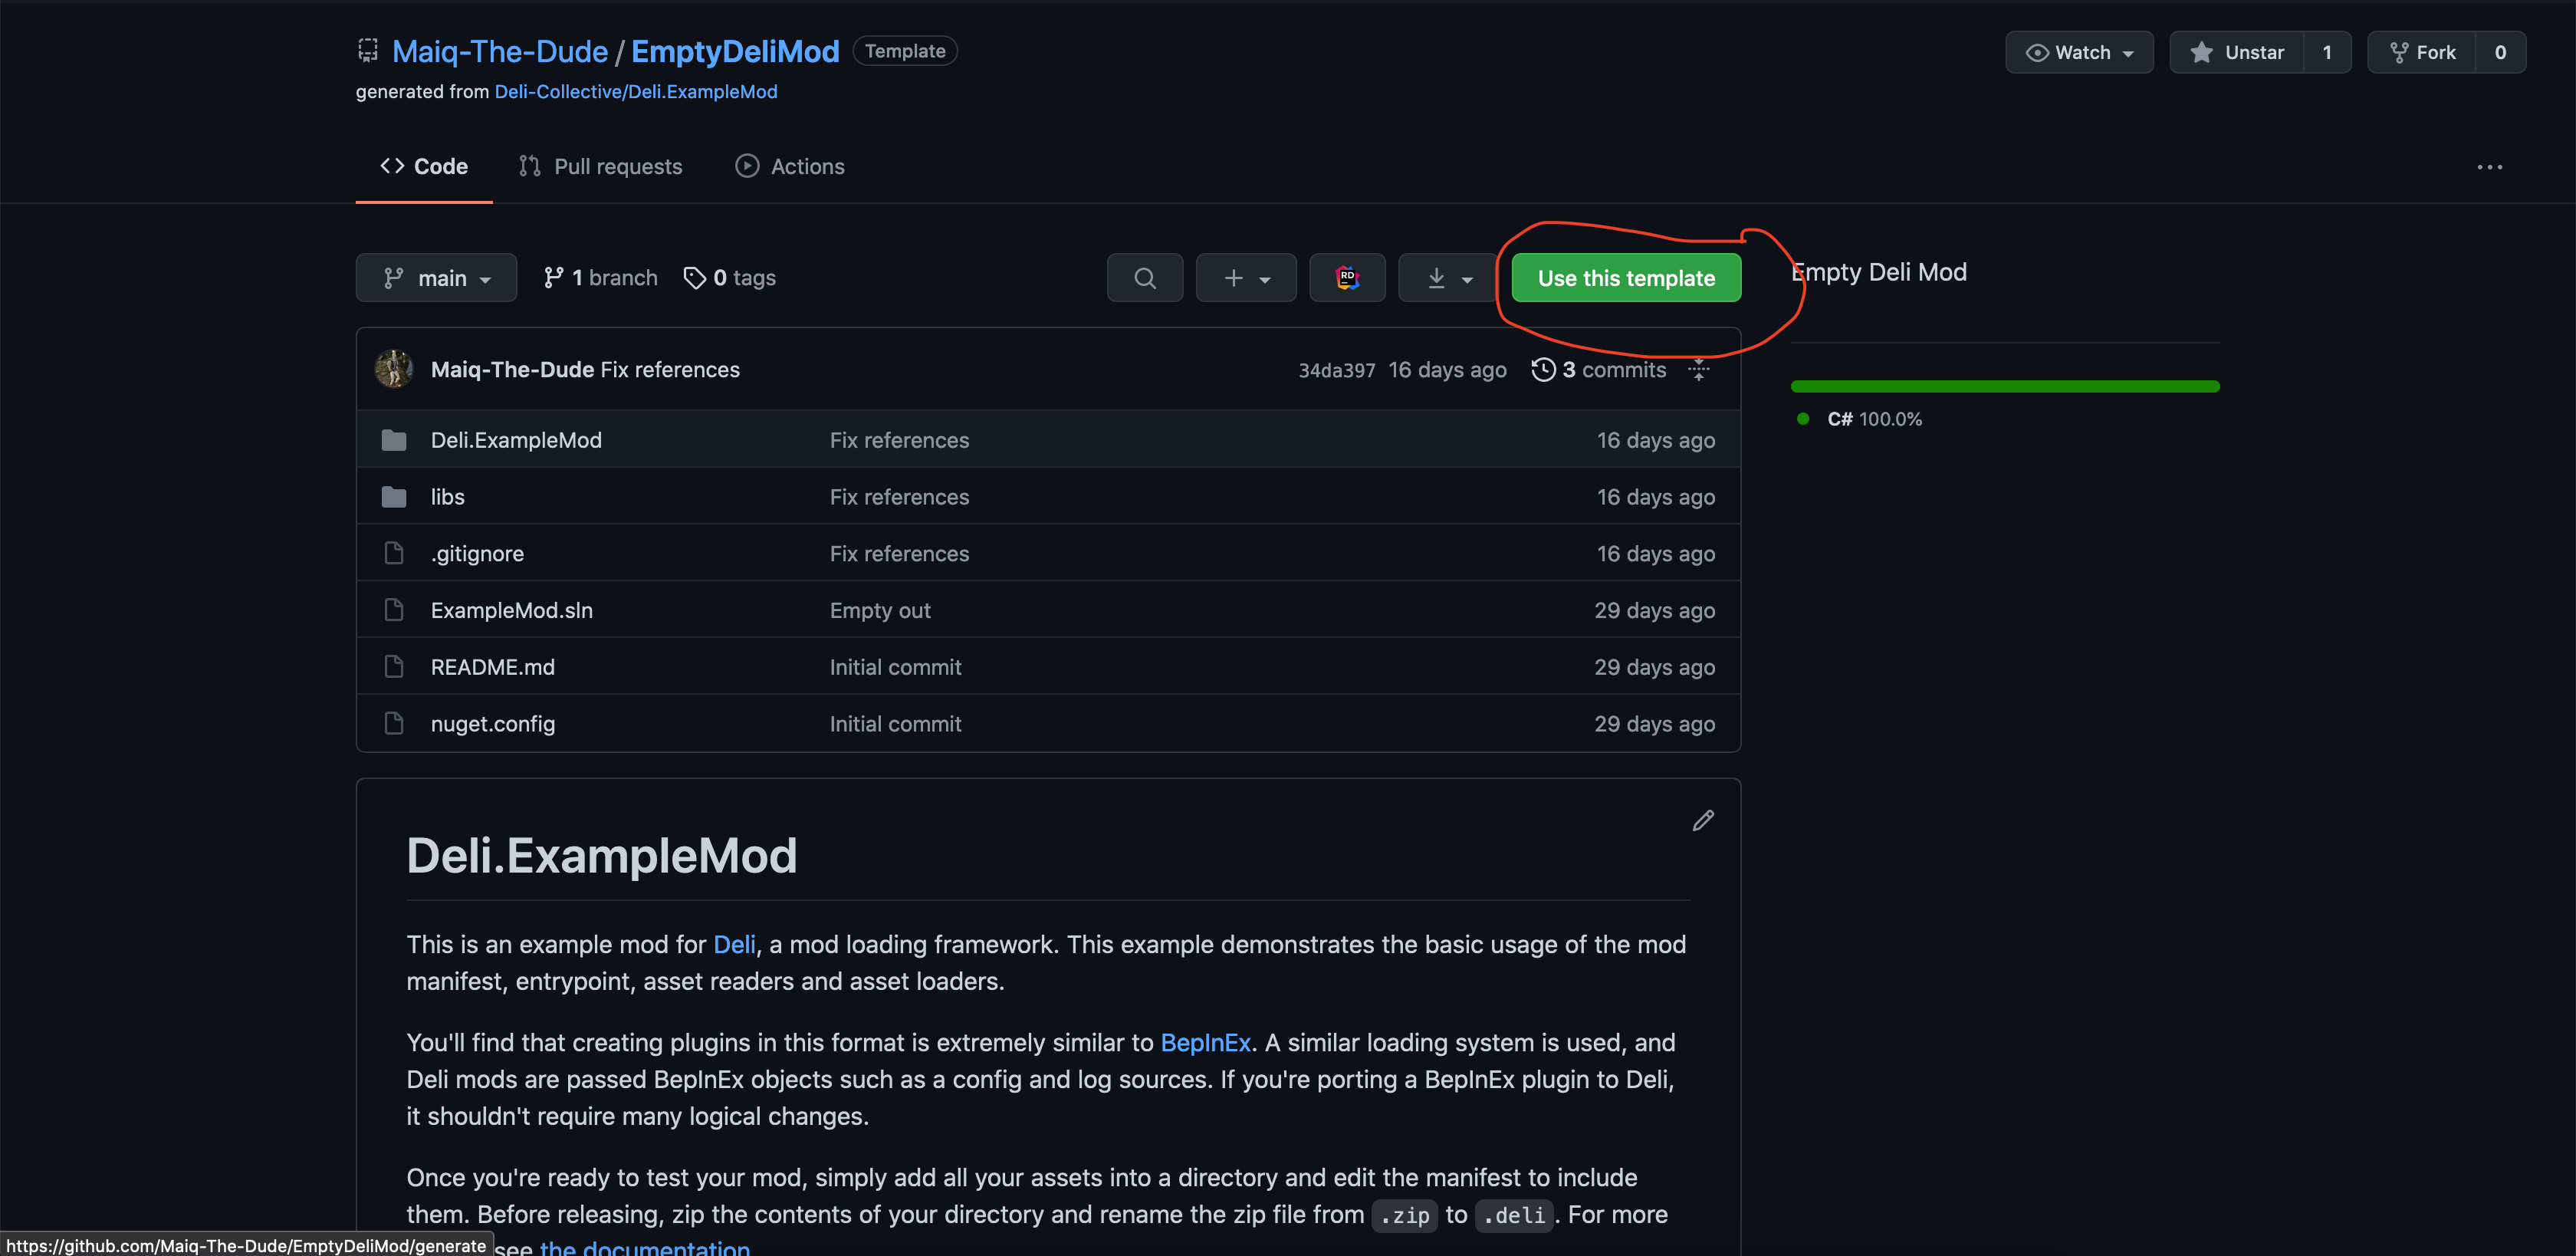 Maiq-The-Dude / EmptyDeliMod Template
Watch Unstar 1 Fork 0
generated from Deli-Collective/Deli.ExampleMod
Code Pull requests Actions
main 1 branch 0 tags RD Use this template
Empty Deli Mod
Maiq-The-Dude Fix references 34da397 16 days ago 3 commits
C# 100.0%
Deli.ExampleMod Fix references 16 days ago
libs Fix references 16 days ago
.gitignore Fix references 16 days ago
ExampleMod.sln Empty out 29 days ago
README.md Initial commit 29 days ago
nuget.config Initial commit 29 days ago
Deli.ExampleMod
This is an example mod for Deli, a mod loading framework. This example demonstrates the basic usage of the mod
manifest, entrypoint, asset readers and asset loaders.
You'll find that creating plugins in this format is extremely similar to BepInEx. A similar loading system is used, and
Deli mods are passed BepInEx objects such as a config and log sources. If you're porting a BepInEx plugin to Deli,
it shouldn't require many logical changes.
Once you're ready to test your mod, simply add all your assets into a directory and edit the manifest to include
them. Before releasing, zip the contents of your directory and rename the zip file from .zip to .deli. For more
see the documentation
https://github.com/Maiq-The-Dude/EmptyDeliMod/generate